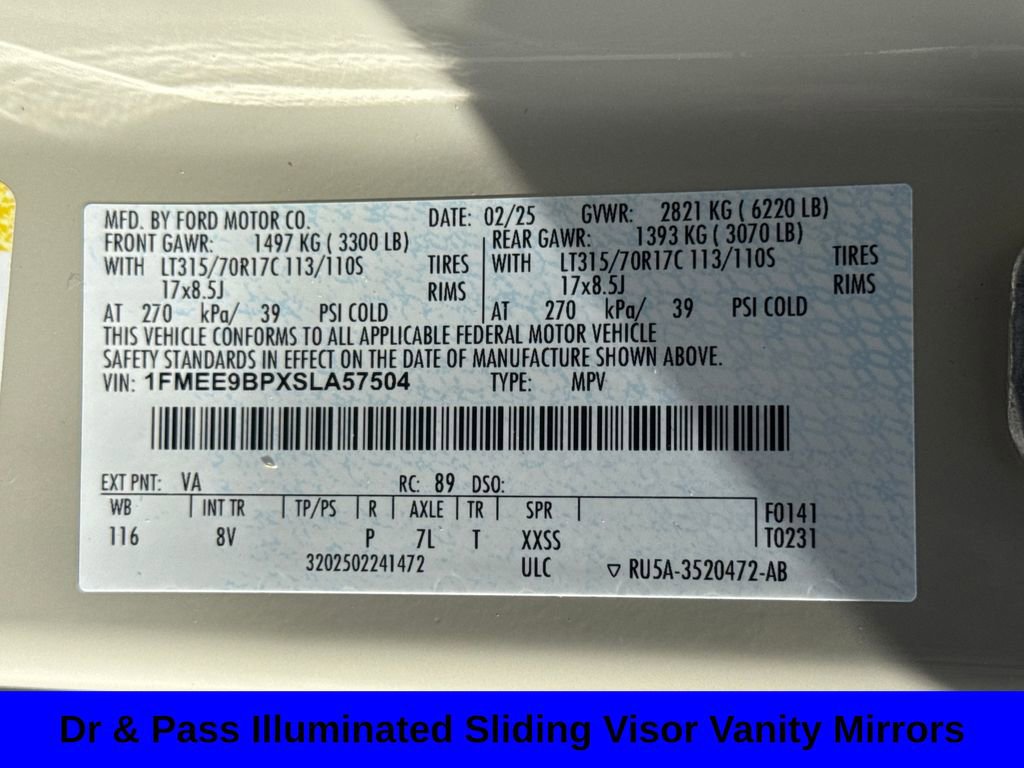 MFD. BY FORD MOTOR CO. DATE: 02/25 GVWR: 2821 KG ( 6220 LB)
FRONT GAWR: 1497 KG ( 3300 LB) REAR GAWR: 1393 KG ( 3070 LB)
WITH LT315/70R17C 113/110S TIRES WITH LT315/70R17C 113/110S TIRES
17x8.5J RIMS 17x8.5J RIMS
AT 270 kPa/ 39 PSI COLD AT 270 kPa/ 39 PSI COLD
THIS VEHICLE CONFORMS TO ALL APPLICABLE FEDERAL MOTOR VEHICLE
SAFETY STANDARDS IN EFFECT ON THE DATE OF MANUFACTURE SHOWN ABOVE.
VIN: 1FMEE9BPXSLA57504 TYPE: MPV
EXT PNT: VA RC: 89 DSO:
WB INT TR TP/PS R AXLE TR SPR F0141
116 8V P 7L T XXSS T0231
3202502241472 ULC ▽ RU5A-3520472-AB
Dr & Pass Illuminated Sliding Visor Vanity Mirrors